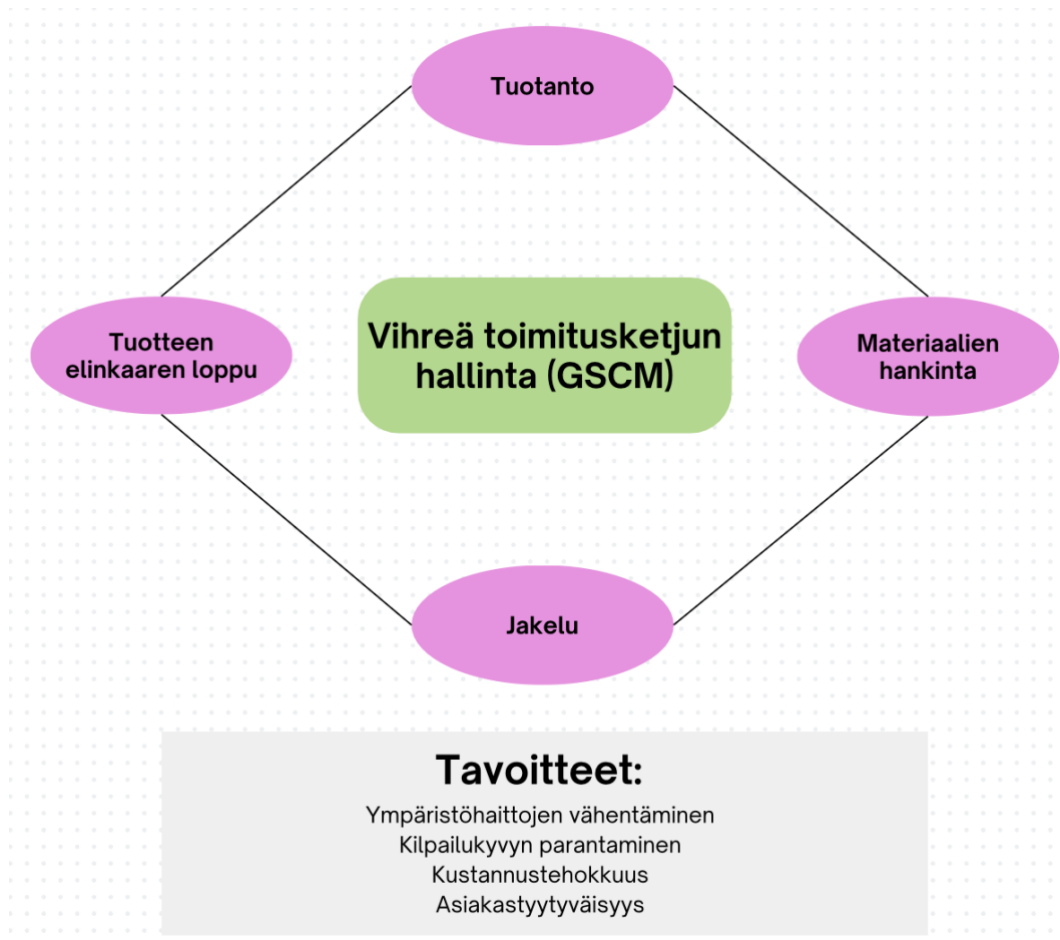 Tuotanto
Tuotteen
elinkaaren loppu
Vihreä toimitusketjun
hallinta (GSCM)
Materiaalien
hankinta
Jakelu
Tavoitteet:
Ympäristöhaittojen vähentäminen
Kilpailukyvyn parantaminen
Kustannustehokkuus
Asiakastyytyväisyys